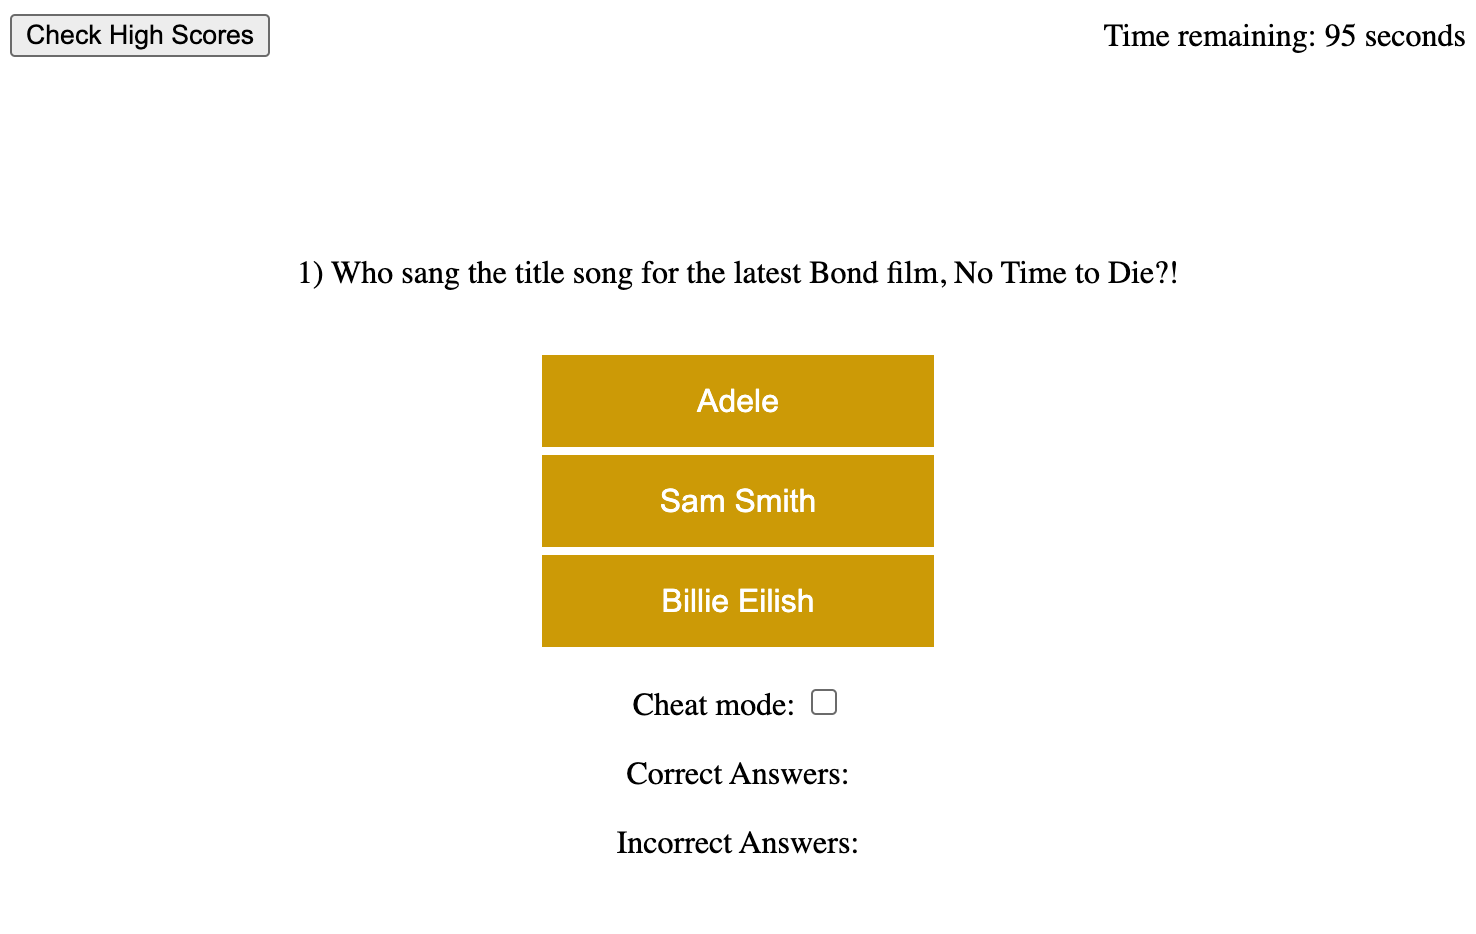 Check High Scores
Time remaining: 95 seconds
1) Who sang the title song for the latest Bond film, No Time to Die?!
Adele
Sam Smith
Billie Eilish
Cheat mode:
Correct Answers:
Incorrect Answers: